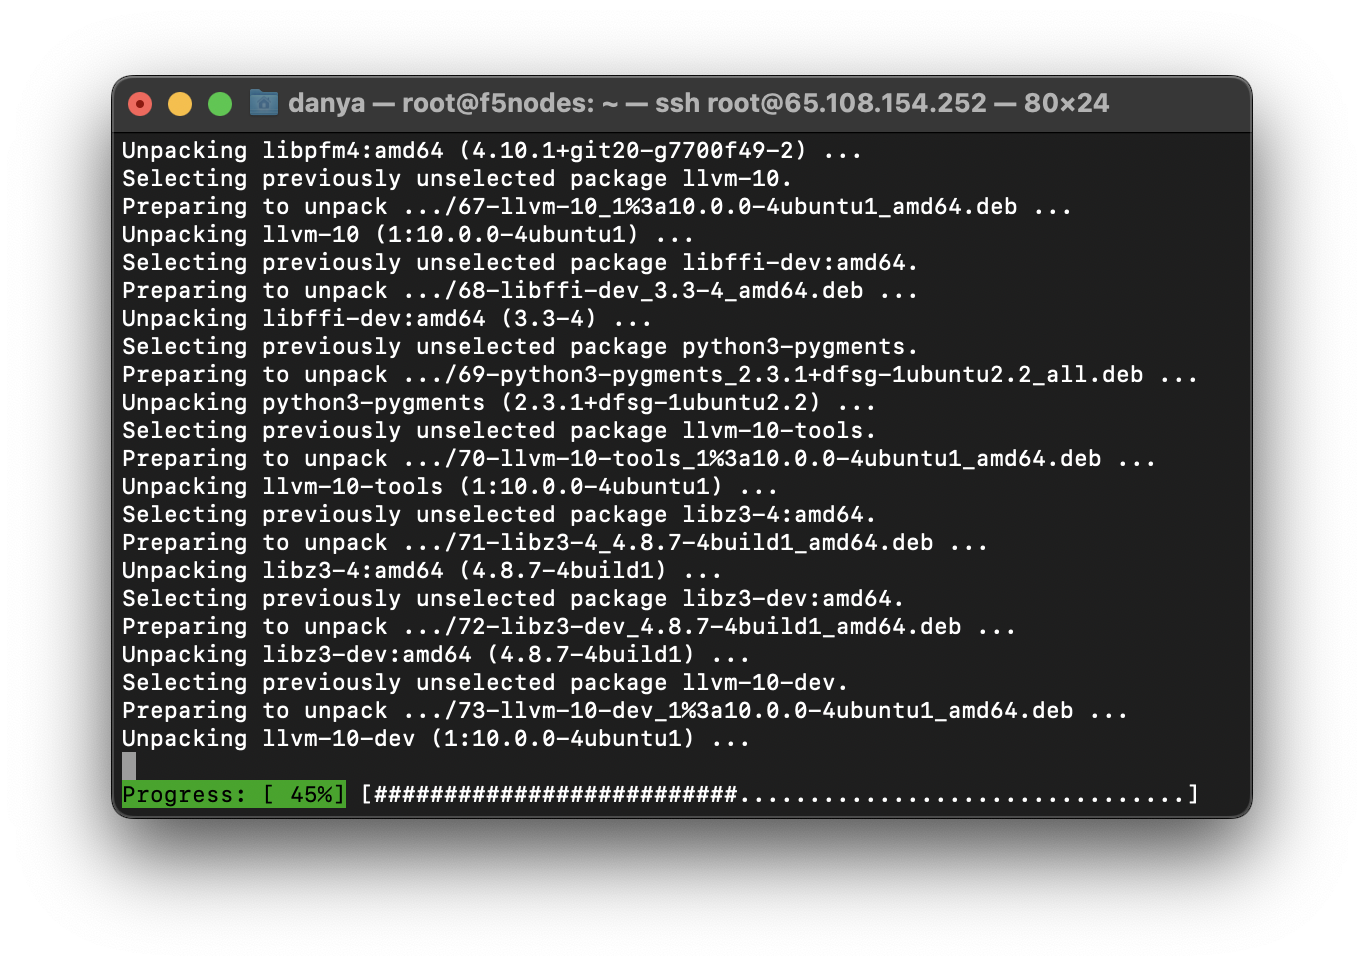 danya — root@f5nodes: ~ — ssh root@65.108.154.252 — 80×24
Unpacking libpfm4:amd64 (4.10.1+git20-g7700f49-2) ...
Selecting previously unselected package llvm-10.
Preparing to unpack .../67-llvm-10_1%3a10.0.0-4ubuntu1_amd64.deb ...
Unpacking llvm-10 (1:10.0.0-4ubuntu1) ...
Selecting previously unselected package libffi-dev:amd64.
Preparing to unpack .../68-libffi-dev_3.3-4_amd64.deb ...
Unpacking libffi-dev:amd64 (3.3-4) ...
Selecting previously unselected package python3-pygments.
Preparing to unpack .../69-python3-pygments_2.3.1+dfsg-1ubuntu2.2_all.deb ...
Unpacking python3-pygments (2.3.1+dfsg-1ubuntu2.2) ...
Selecting previously unselected package llvm-10-tools.
Preparing to unpack .../70-llvm-10-tools_1%3a10.0.0-4ubuntu1_amd64.deb ...
Unpacking llvm-10-tools (1:10.0.0-4ubuntu1) ...
Selecting previously unselected package libz3-4:amd64.
Preparing to unpack .../71-libz3-4_4.8.7-4build1_amd64.deb ...
Unpacking libz3-4:amd64 (4.8.7-4build1) ...
Selecting previously unselected package libz3-dev:amd64.
Preparing to unpack .../72-libz3-dev_4.8.7-4build1_amd64.deb ...
Unpacking libz3-dev:amd64 (4.8.7-4build1) ...
Selecting previously unselected package llvm-10-dev.
Preparing to unpack .../73-llvm-10-dev_1%3a10.0.0-4ubuntu1_amd64.deb ...
Unpacking llvm-10-dev (1:10.0.0-4ubuntu1) ...
Progress: [ 45%] [##########################................................]